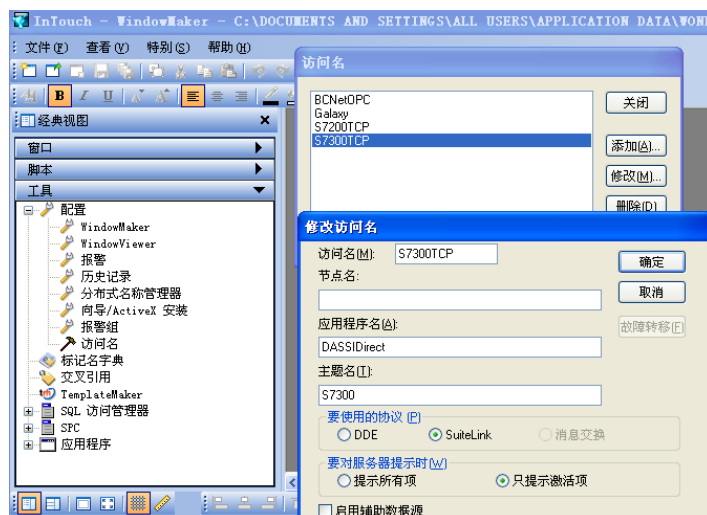 InTouch - WindowMaker - C:\DOCUMENTS AND SETTINGS\ALL USERS\APPLICATION DATA\WON
文件(F) 查看(V) 特别(S) 帮助(H)
B I U
经典视图
窗口
脚本
工具
配置
WindowMaker
WindowViewer
报警
历史记录
分布式名称管理器
向导/ActiveX 安装
报警组
访问名
标记名字典
交叉引用
TemplateMaker
SQL 访问管理器
SPC
应用程序
访问名
BCNetOPC
Galaxy
S7200TCP
S7300TCP
关闭
添加(A)...
修改(M)...
删除(D)
修改访问名
访问名(M): S7300TCP
确定
节点名:
取消
应用程序名(A):
故障转移(F)
DASSIDirect
主题名(T):
S7300
要使用的协议(P)
DDE SuiteLink 消息交换
要对服务器提示时(W)
提示所有项 只提示激活项
启用辅助数据源